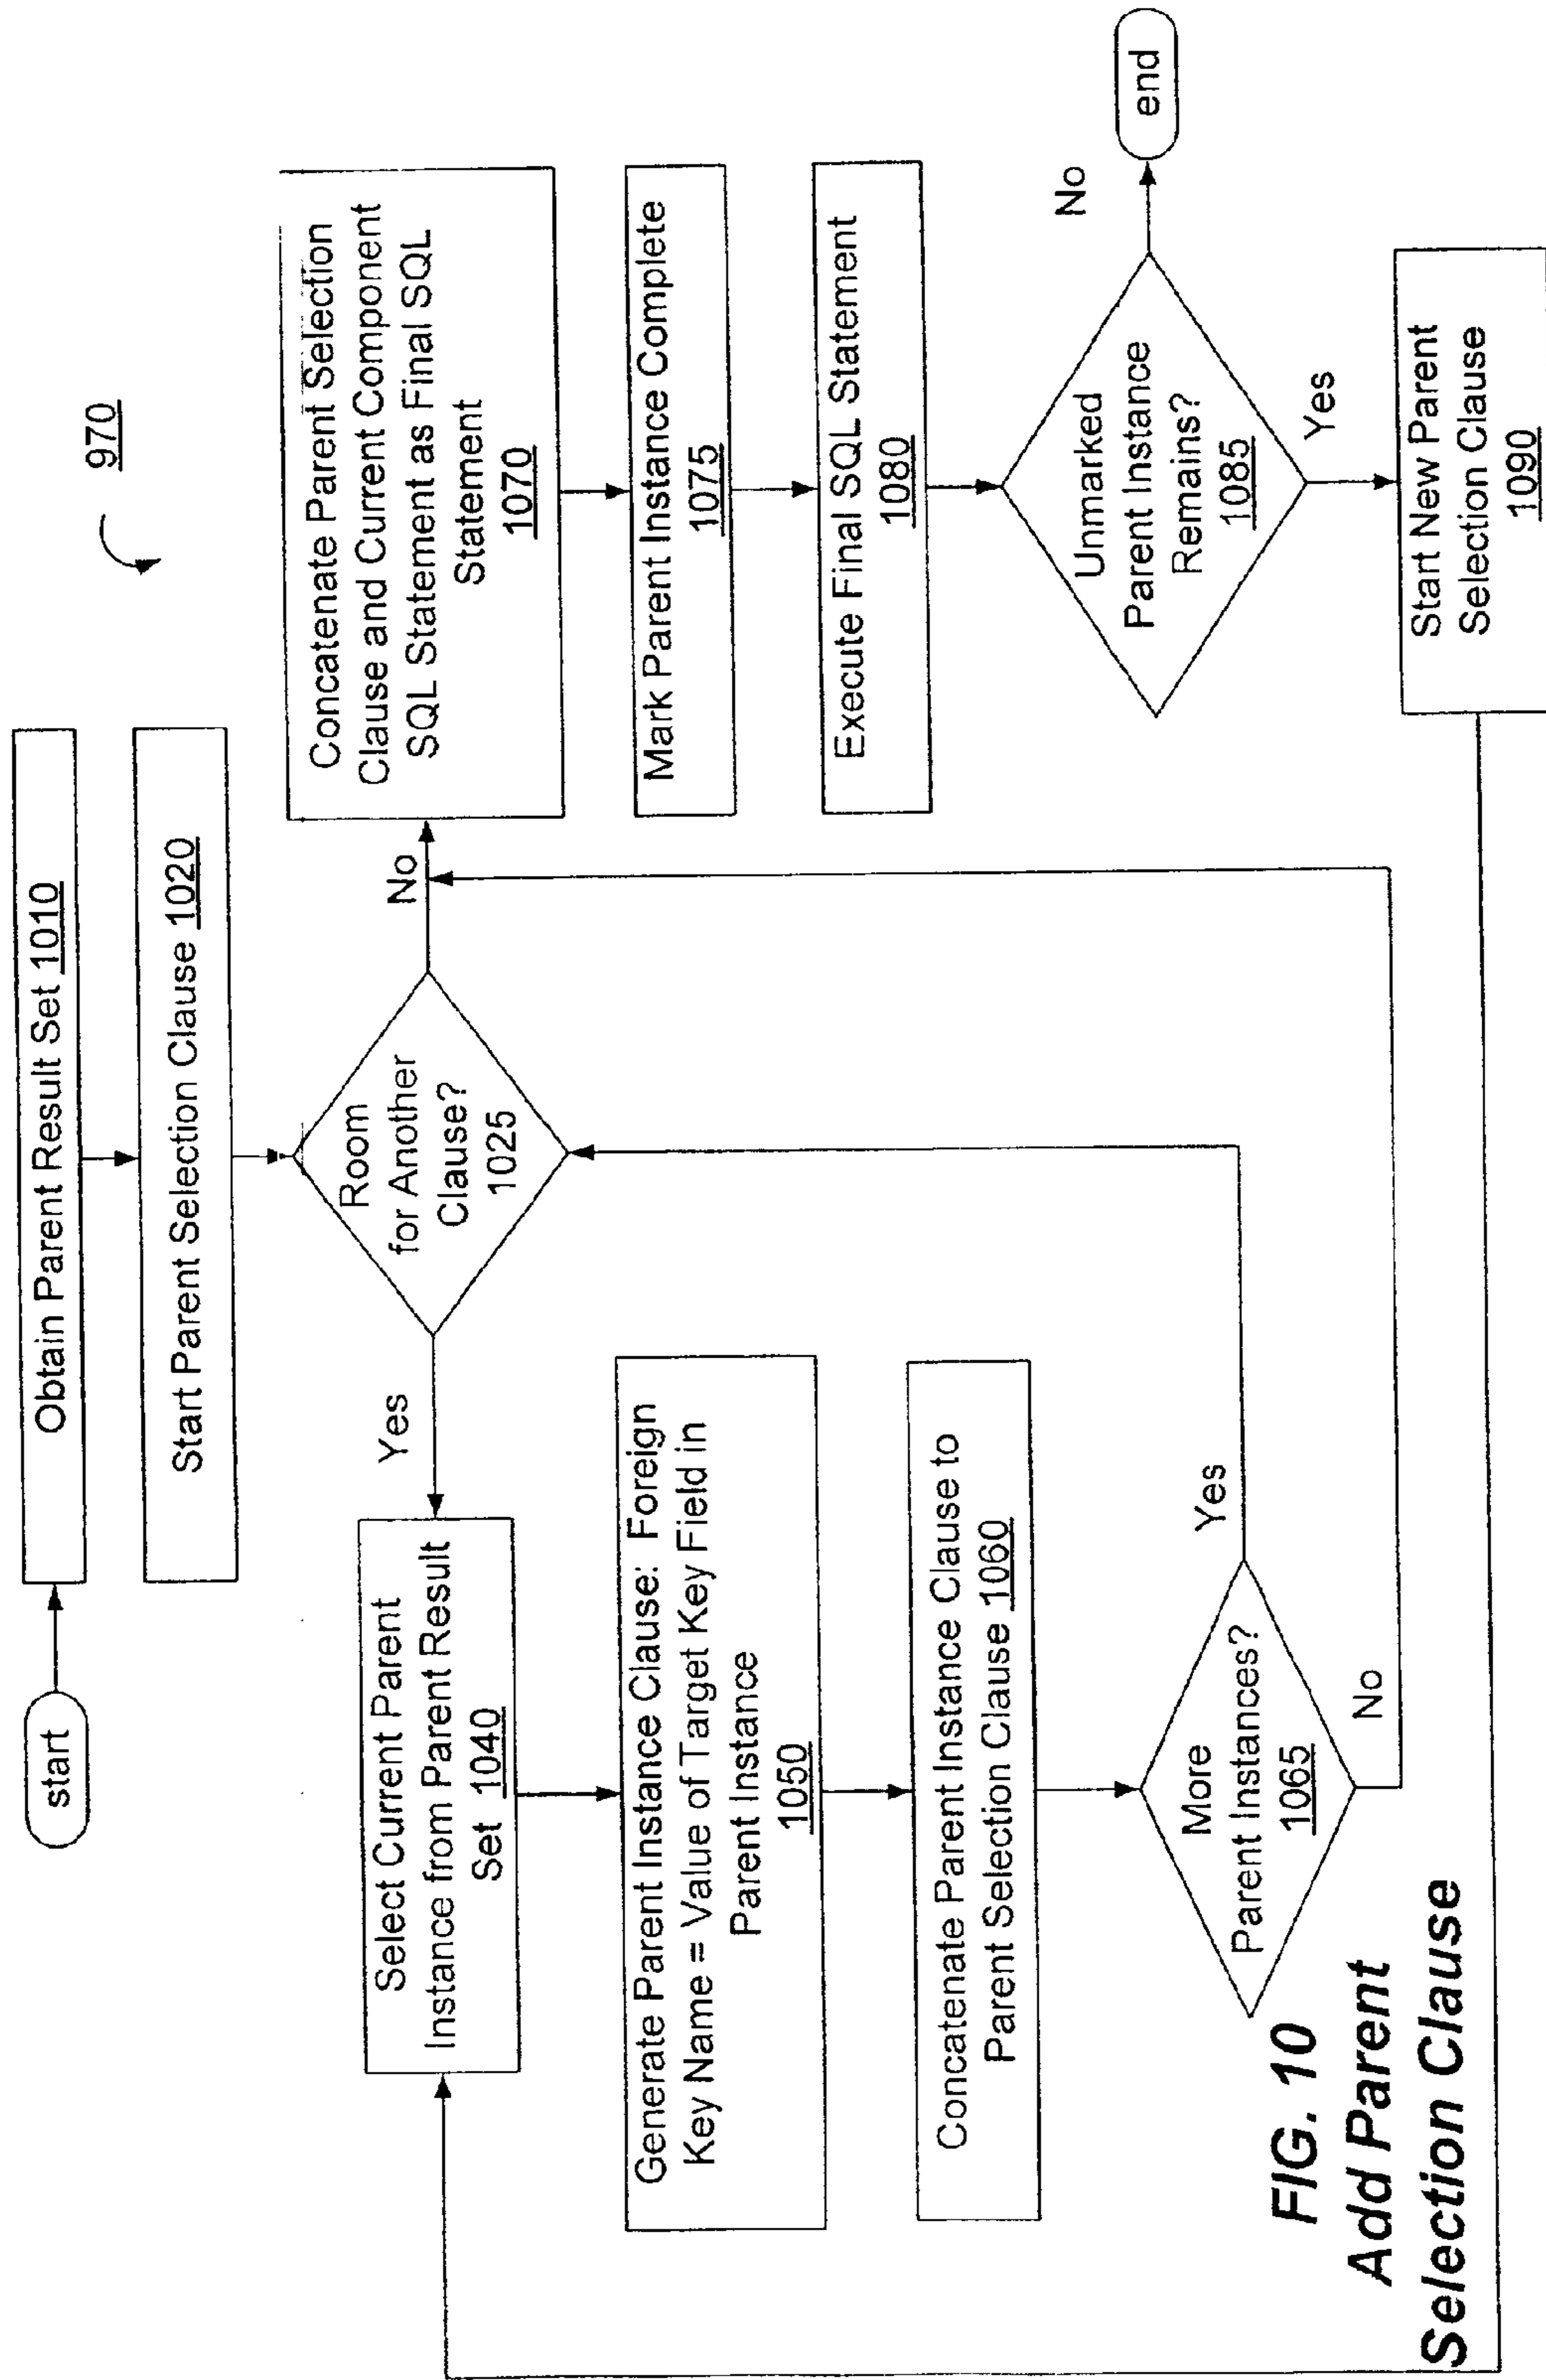 970
start
Obtain Parent Result Set 1010
Start Parent Selection Clause 1020
Room
for Another
Clause?
1025
Yes
No
Select Current Parent
Instance from Parent Result
Set 1040
Generate Parent Instance Clause: Foreign
Key Name = Value of Target Key Field in
Parent Instance
1050
Concatenate Parent Instance Clause to
Parent Selection Clause 1060
More
Parent Instances?
1065
Yes
No
Concatenate Parent Selection
Clause and Current Component
SQL Statement as Final SQL
Statement
1070
Mark Parent Instance Complete
1075
Execute Final SQL Statement
1080
Unmarked
Parent Instance
Remains?
1085
No
end
Yes
Start New Parent
Selection Clause
1090
FIG. 10
Add Parent
Selection Clause